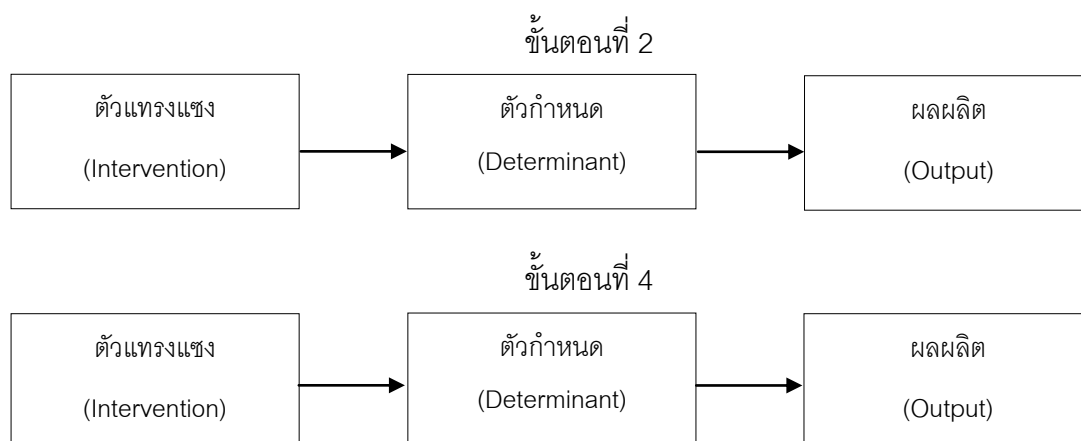 ขั้นตอนที่ 2
ตัวแทรงแซง
(Intervention)
ตัวกำหนด
(Determinant)
ผลผลิต
(Output)
ขั้นตอนที่ 4
ตัวแทรงแซง
(Intervention)
ตัวกำหนด
(Determinant)
ผลผลิต
(Output)